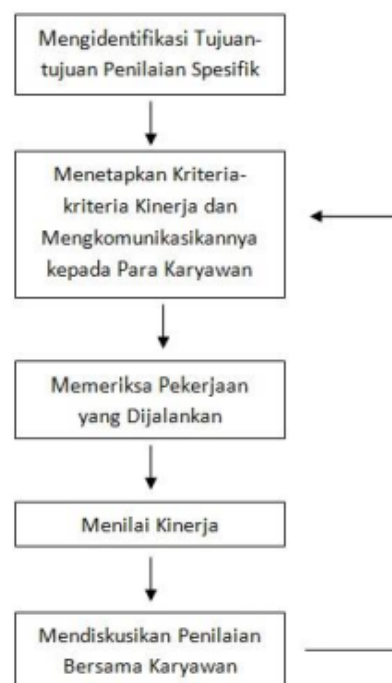 Mengidentifikasi Tujuan-
tujuan Penilaian Spesifik
Menetapkan Kriteria-
kriteria Kinerja dan
Mengkomunikasikannya
kepada Para Karyawan
Memeriksa Pekerjaan
yang Dijalankan
Menilai Kinerja
Mendiskusikan Penilaian
Bersama Karyawan